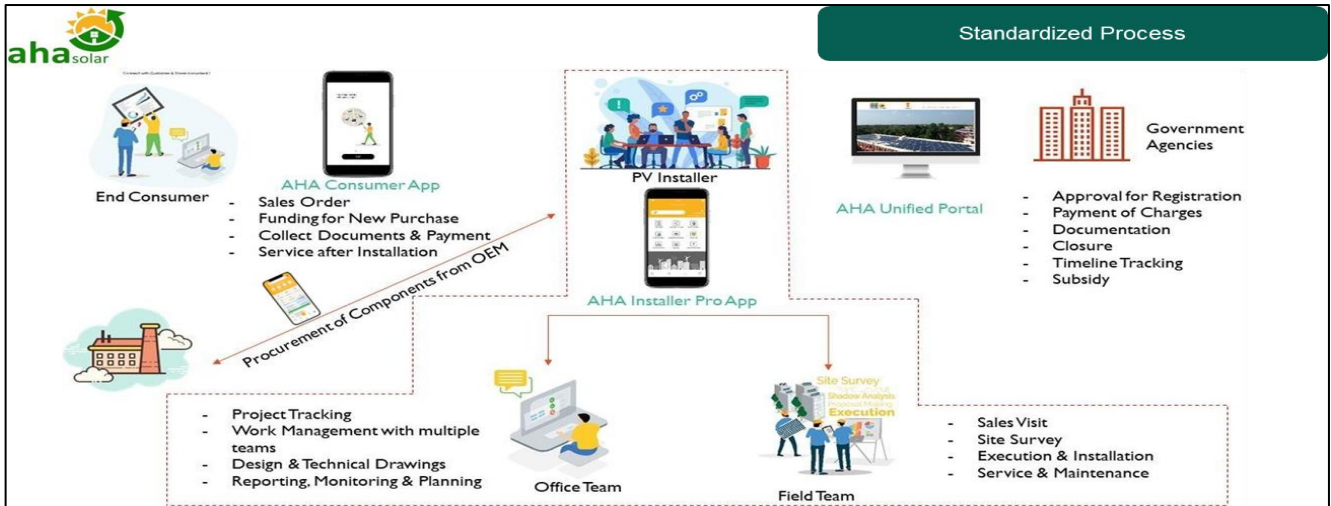 aha solar
Standardized Process
End Consumer
AHA Consumer App
- Sales Order
- Funding for New Purchase
- Collect Documents & Payment
- Service after Installation
Procurement of Components from OEM
PV Installer
AHA Installer Pro App
AHA Unified Portal
Government
Agencies
- Approval for Registration
- Payment of Charges
- Documentation
- Closure
- Timeline Tracking
- Subsidy
- Project Tracking
- Work Management with multiple
teams
- Design & Technical Drawings
- Reporting, Monitoring & Planning
Office Team
Site Survey
Shadow Analysis
Proposal Making
Execution
Field Team
- Sales Visit
- Site Survey
- Execution & Installation
- Service & Maintenance